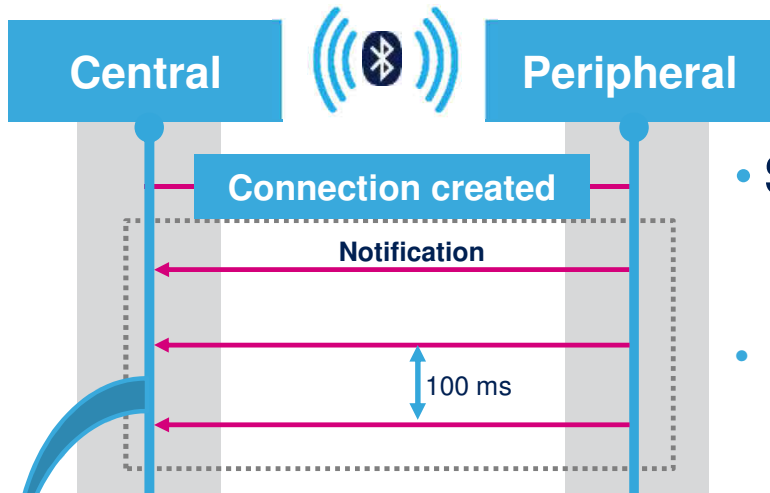 Central
Peripheral
Connection created
Notification
100 ms